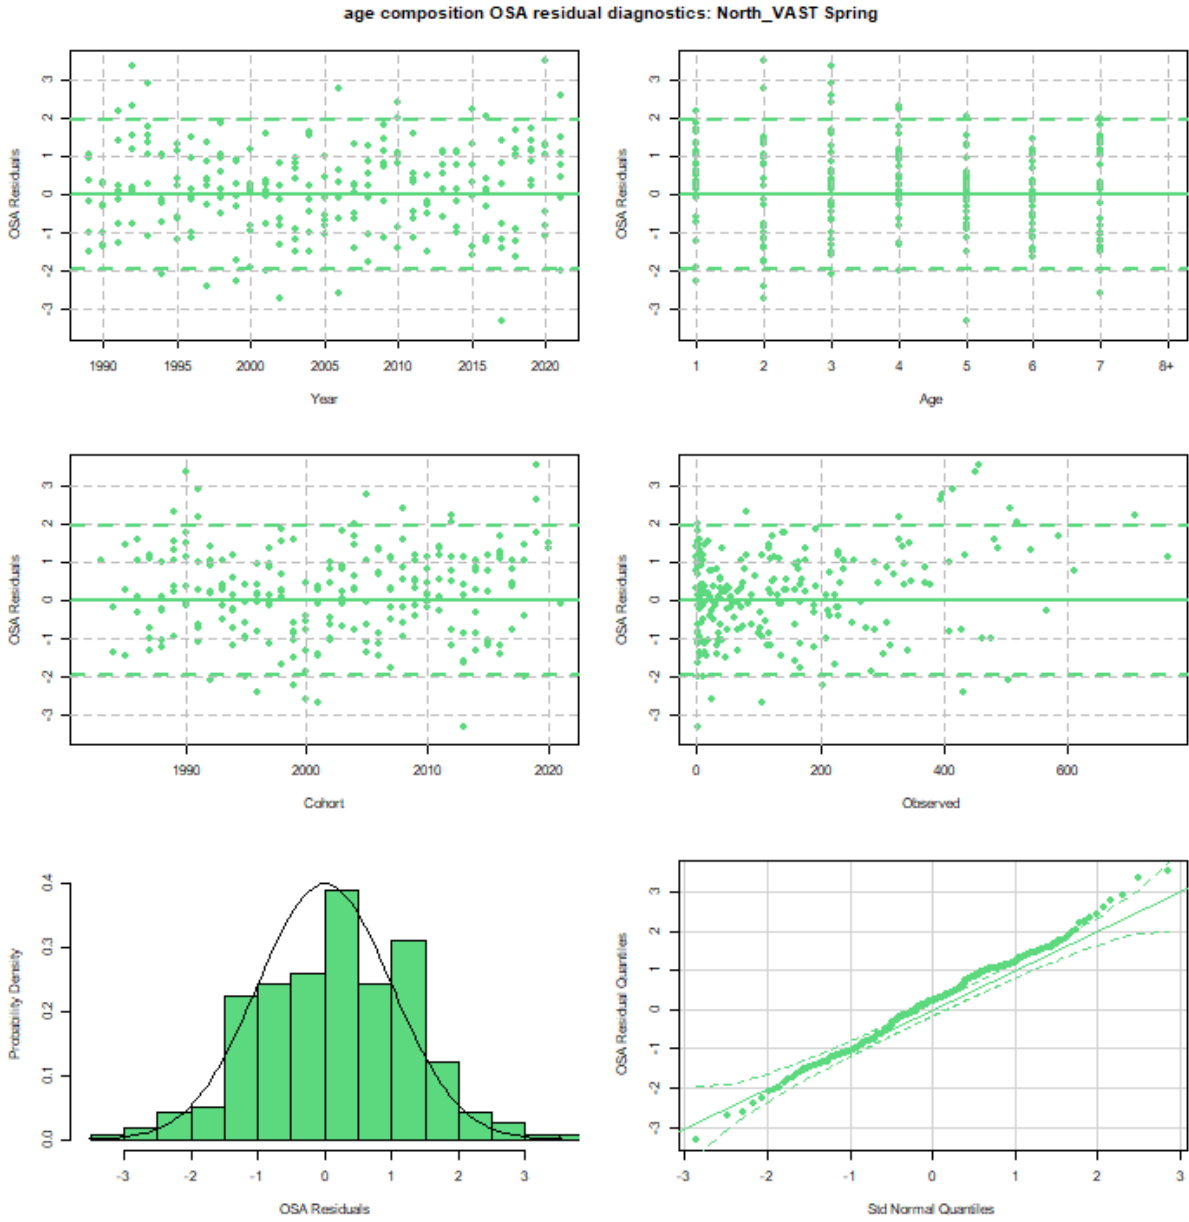 age composition OSA residual diagnostics: North_VAST Spring
OSA Residuals
3
2
1
0
-1
-2
-3
1990 1995 2000 2005 2010 2015 2020
Year
OSA Residuals
3
2
1
0
-1
-2
-3
1 2 3 4 5 6 7 8+
Age
OSA Residuals
3
2
1
0
-1
-2
-3
1990 2000 2010 2020
Cohort
OSA Residuals
3
2
1
0
-1
-2
-3
0 200 400 600
Observed
Probability Density
0.4
0.3
0.2
0.1
0.0
-3 -2 -1 0 1 2 3
OSA Residuals
OSA Residual Quantiles
3
2
1
0
-1
-2
-3
-3 -2 -1 0 1 2 3
Std Normal Quantiles